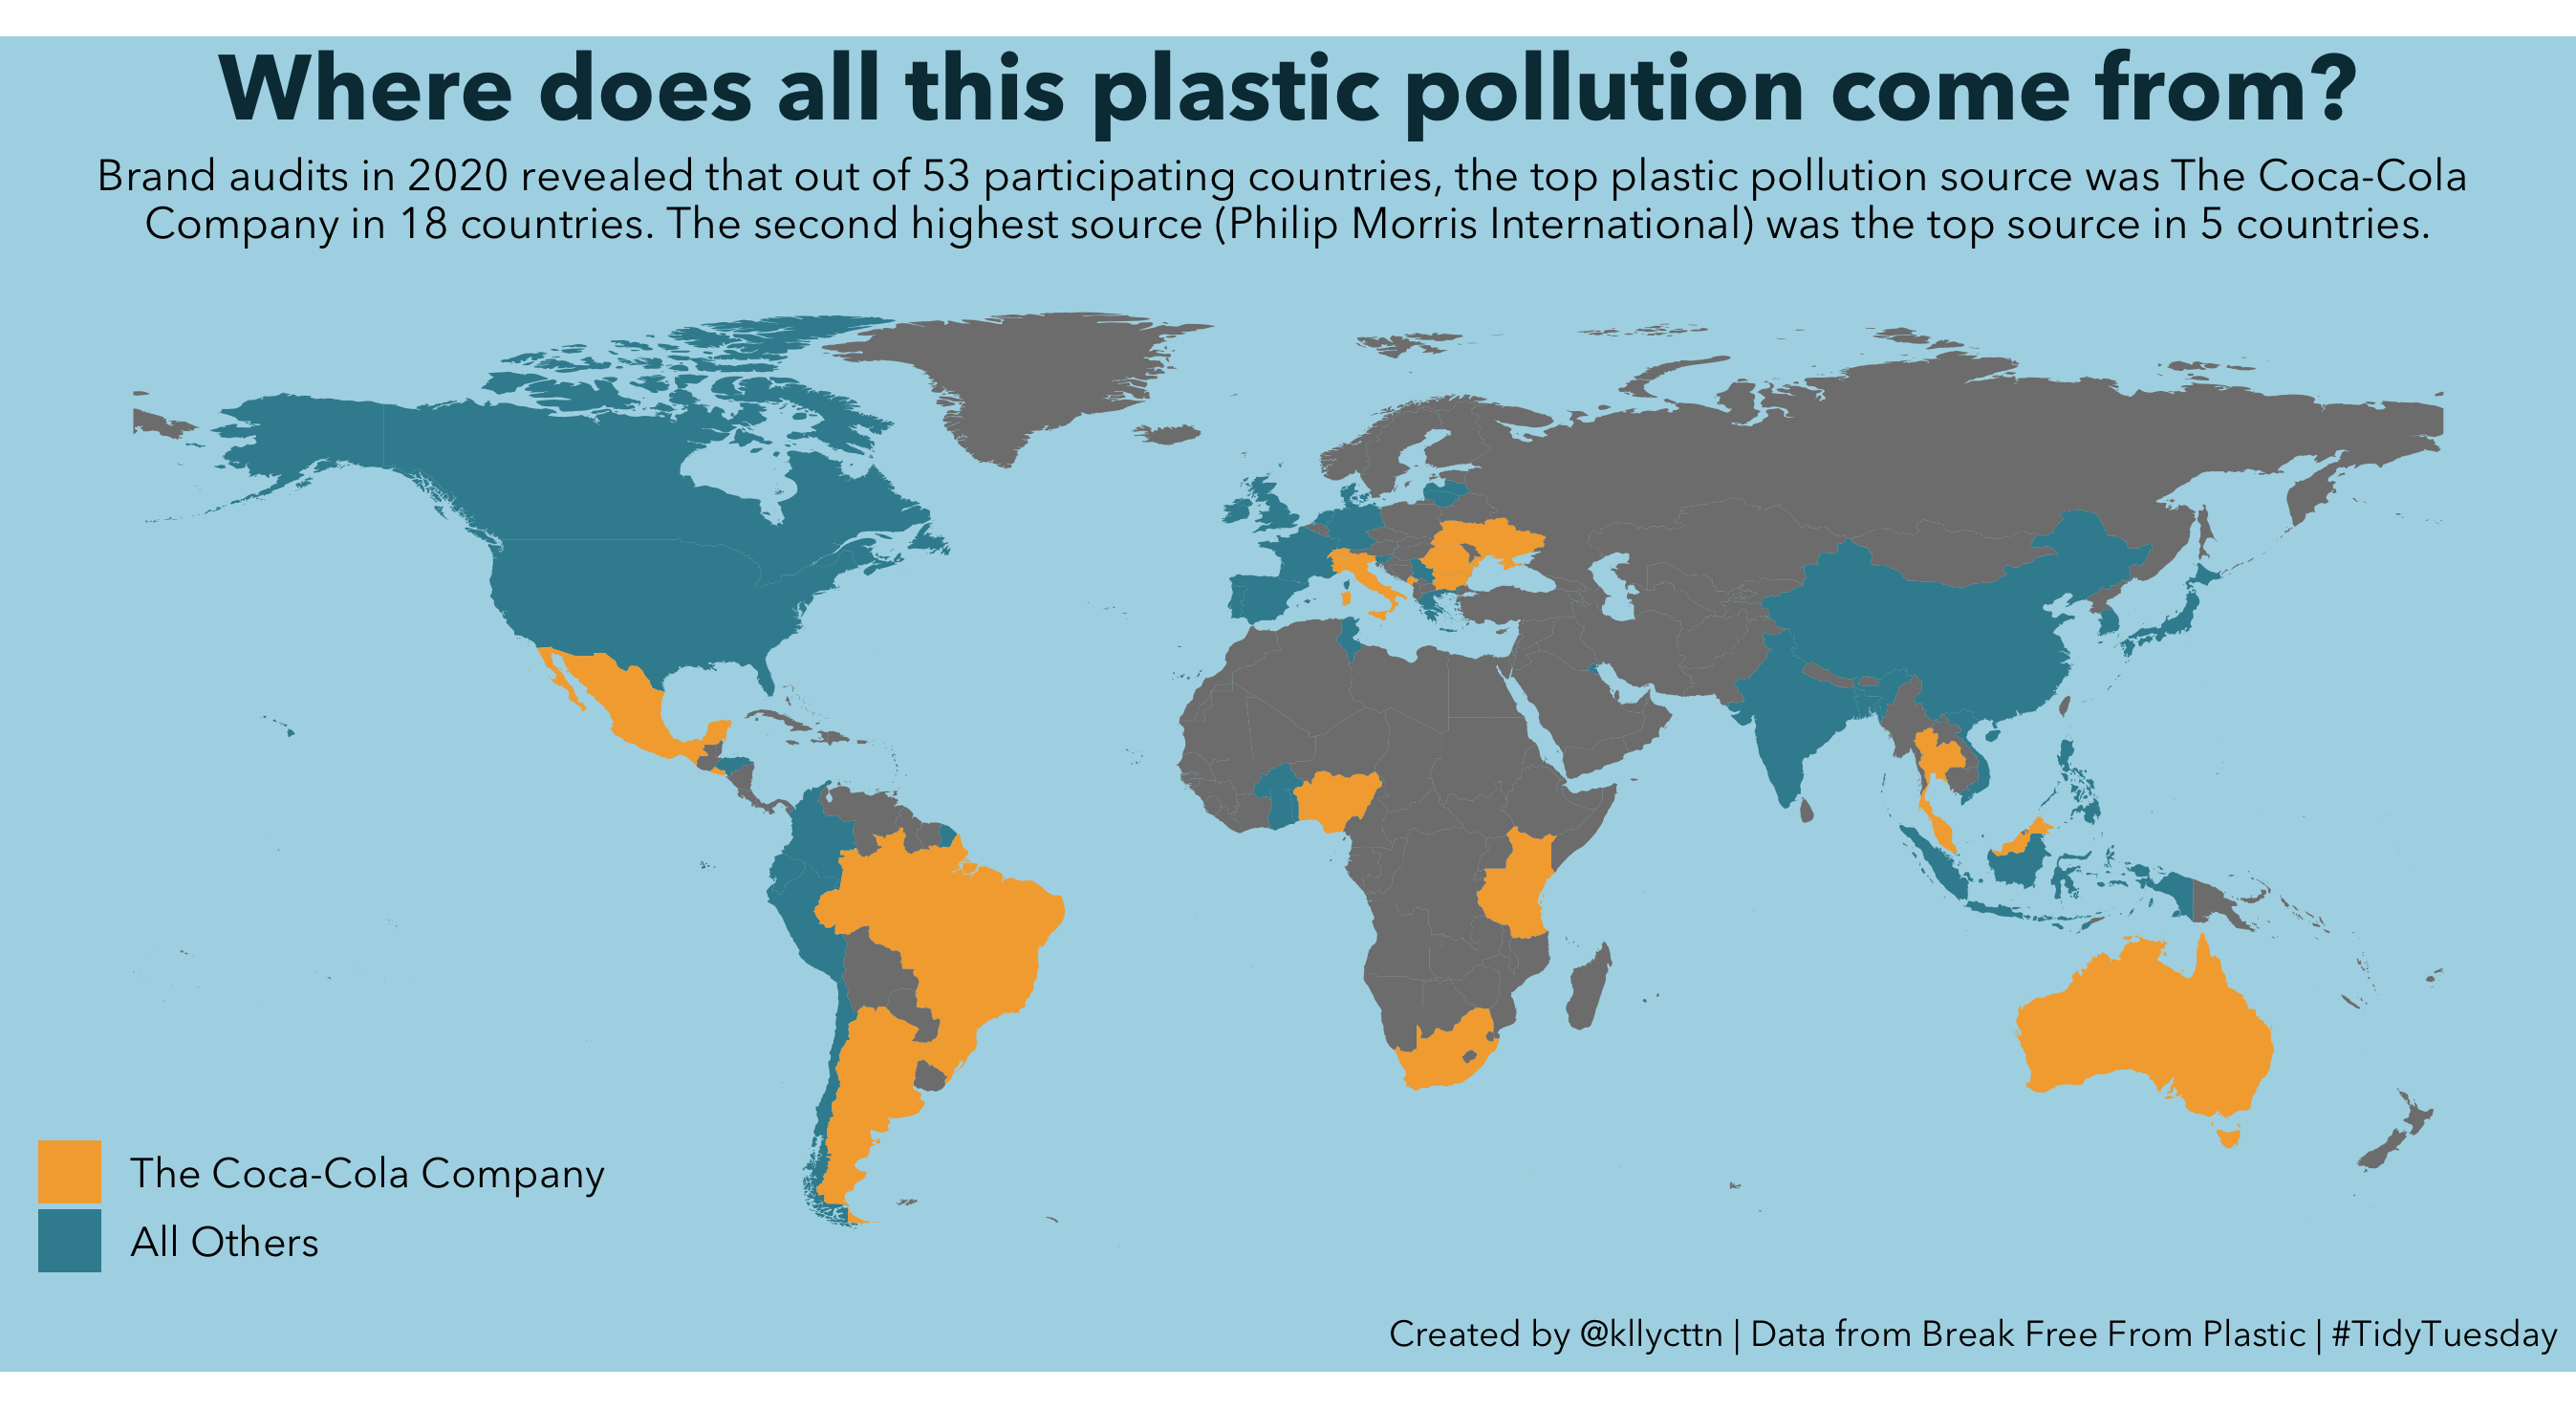 Where does all this plastic pollution come from?
Brand audits in 2020 revealed that out of 53 participating countries, the top plastic pollution source was The Coca-Cola
Company in 18 countries. The second highest source (Philip Morris International) was the top source in 5 countries.
The Coca-Cola Company
All Others
Created by @kllycttn | Data from Break Free From Plastic | #TidyTuesday